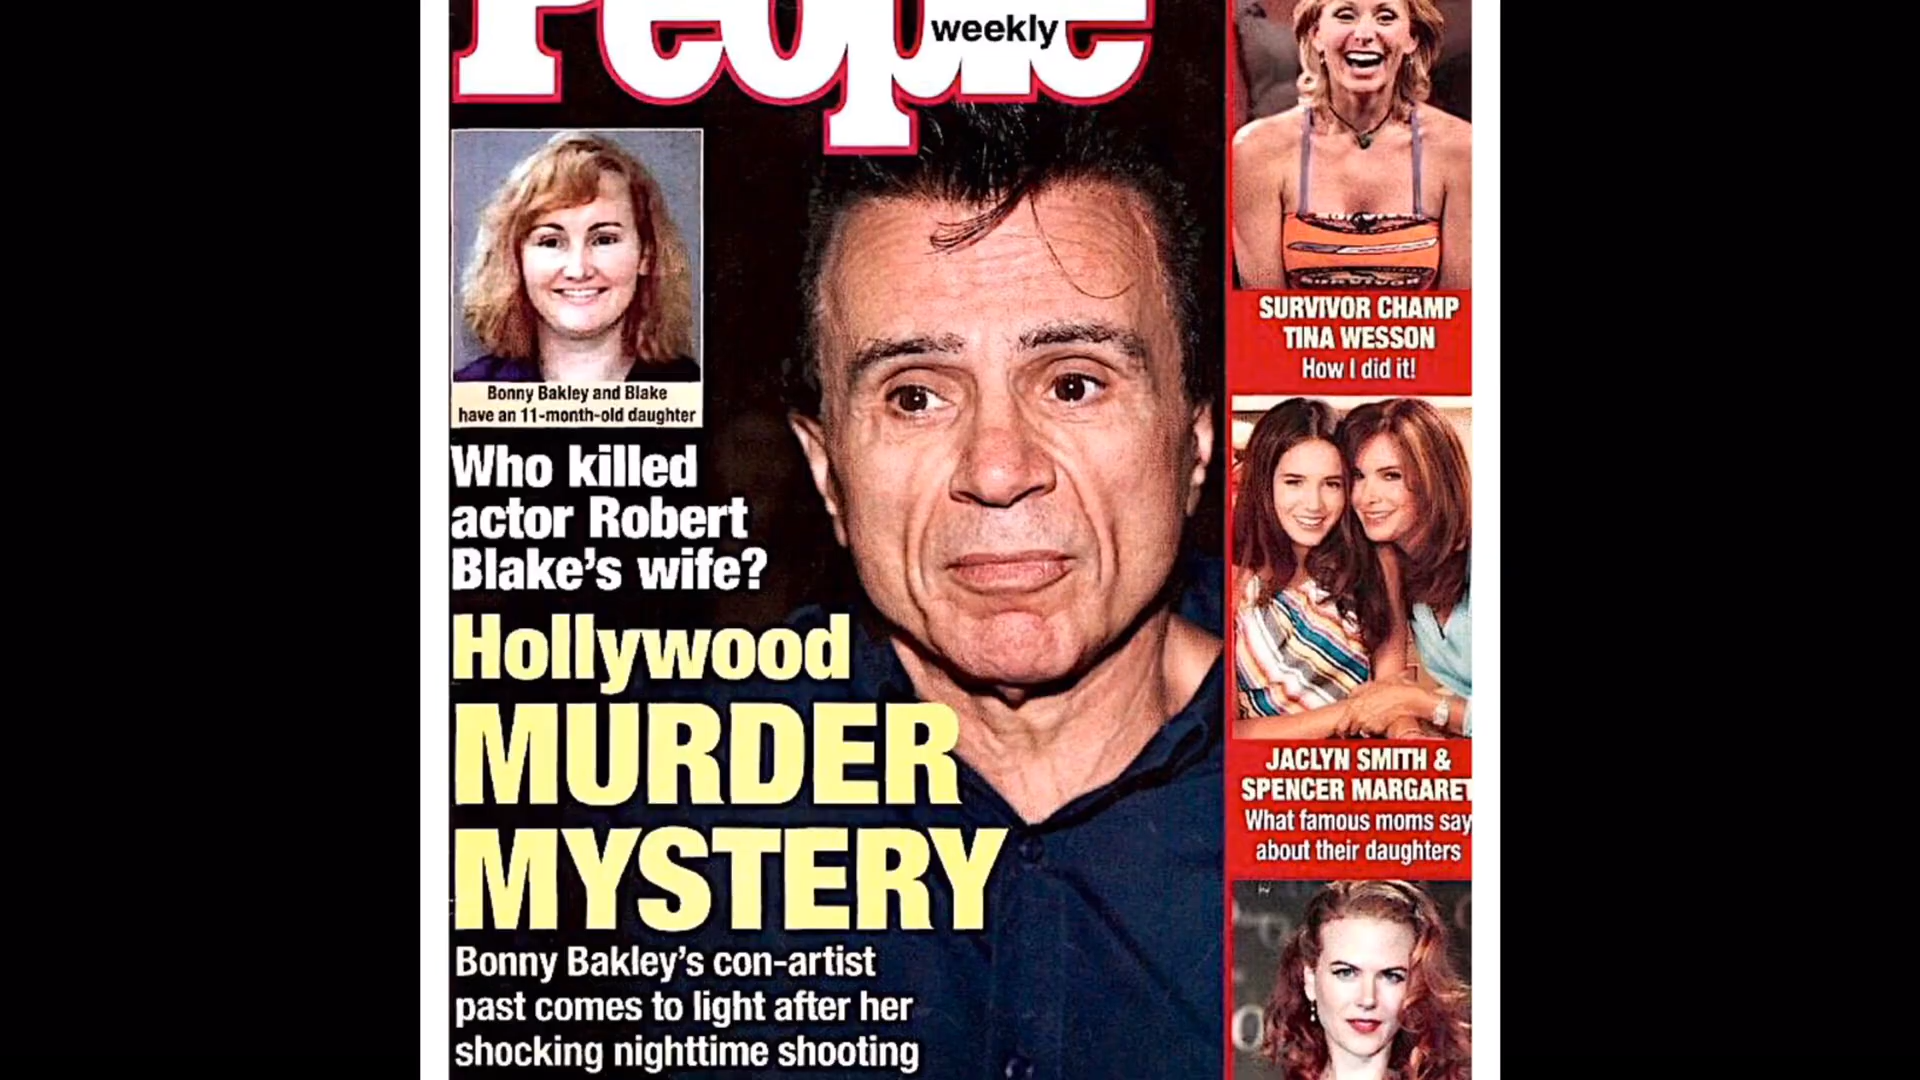 People
weekly
Bonny Bakley and Blake
have an 11-month-old daughter
Who killed
actor Robert
Blake's wife?
Hollywood
MURDER
MYSTERY
Bonny Bakley's con-artist
past comes to light after her
shocking nighttime shooting
SURVIVOR
SURVIVOR CHAMP
TINA WESSON
How I did it!
JACLYN SMITH &
SPENCER MARGARET
What famous moms say
about their daughters